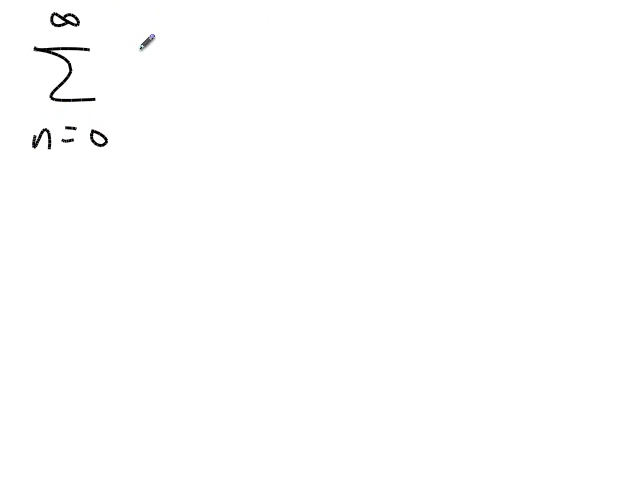 ∞
∑
n = 0